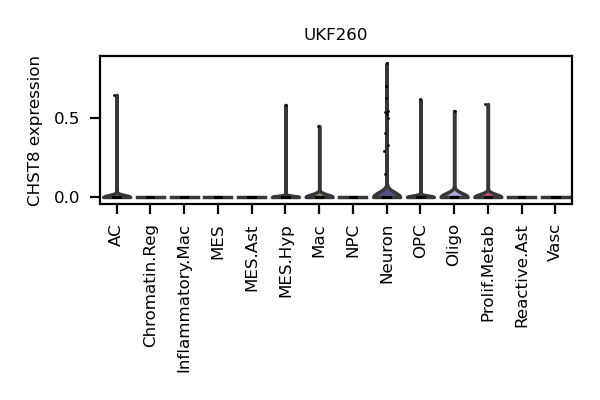 UKF260
CHST8 expression
0.5
0.0
AC
Chromatin.Reg
Inflammatory.Mac
MES
MES.Ast
MES.Hyp
Mac
NPC
Neuron
OPC
Oligo
Prolif.Metab
Reactive.Ast
Vasc